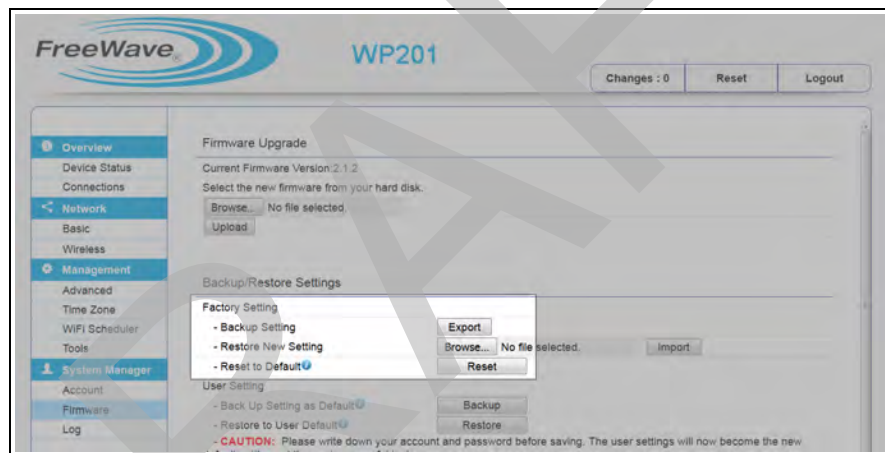 FreeWave®
WP201
Changes : 0 Reset Logout
Overview
Device Status
Connections
Network
Basic
Wireless
Management
Advanced
Time Zone
WiFi Scheduler
Tools
System Manager
Account
Firmware
Log
Firmware Upgrade
Current Firmware Version 2.1.2
Select the new firmware from your hard disk.
Browse... No file selected.
Upload
Backup/Restore Settings
Factory Setting
- Backup Setting Export
- Restore New Setting Browse... No file selected. Import
- Reset to Default Reset
User Setting
- Back Up Setting as Default Backup
- Restore to User Default Restore
- CAUTION: Please write down your account and password before saving. The user settings will now become the new